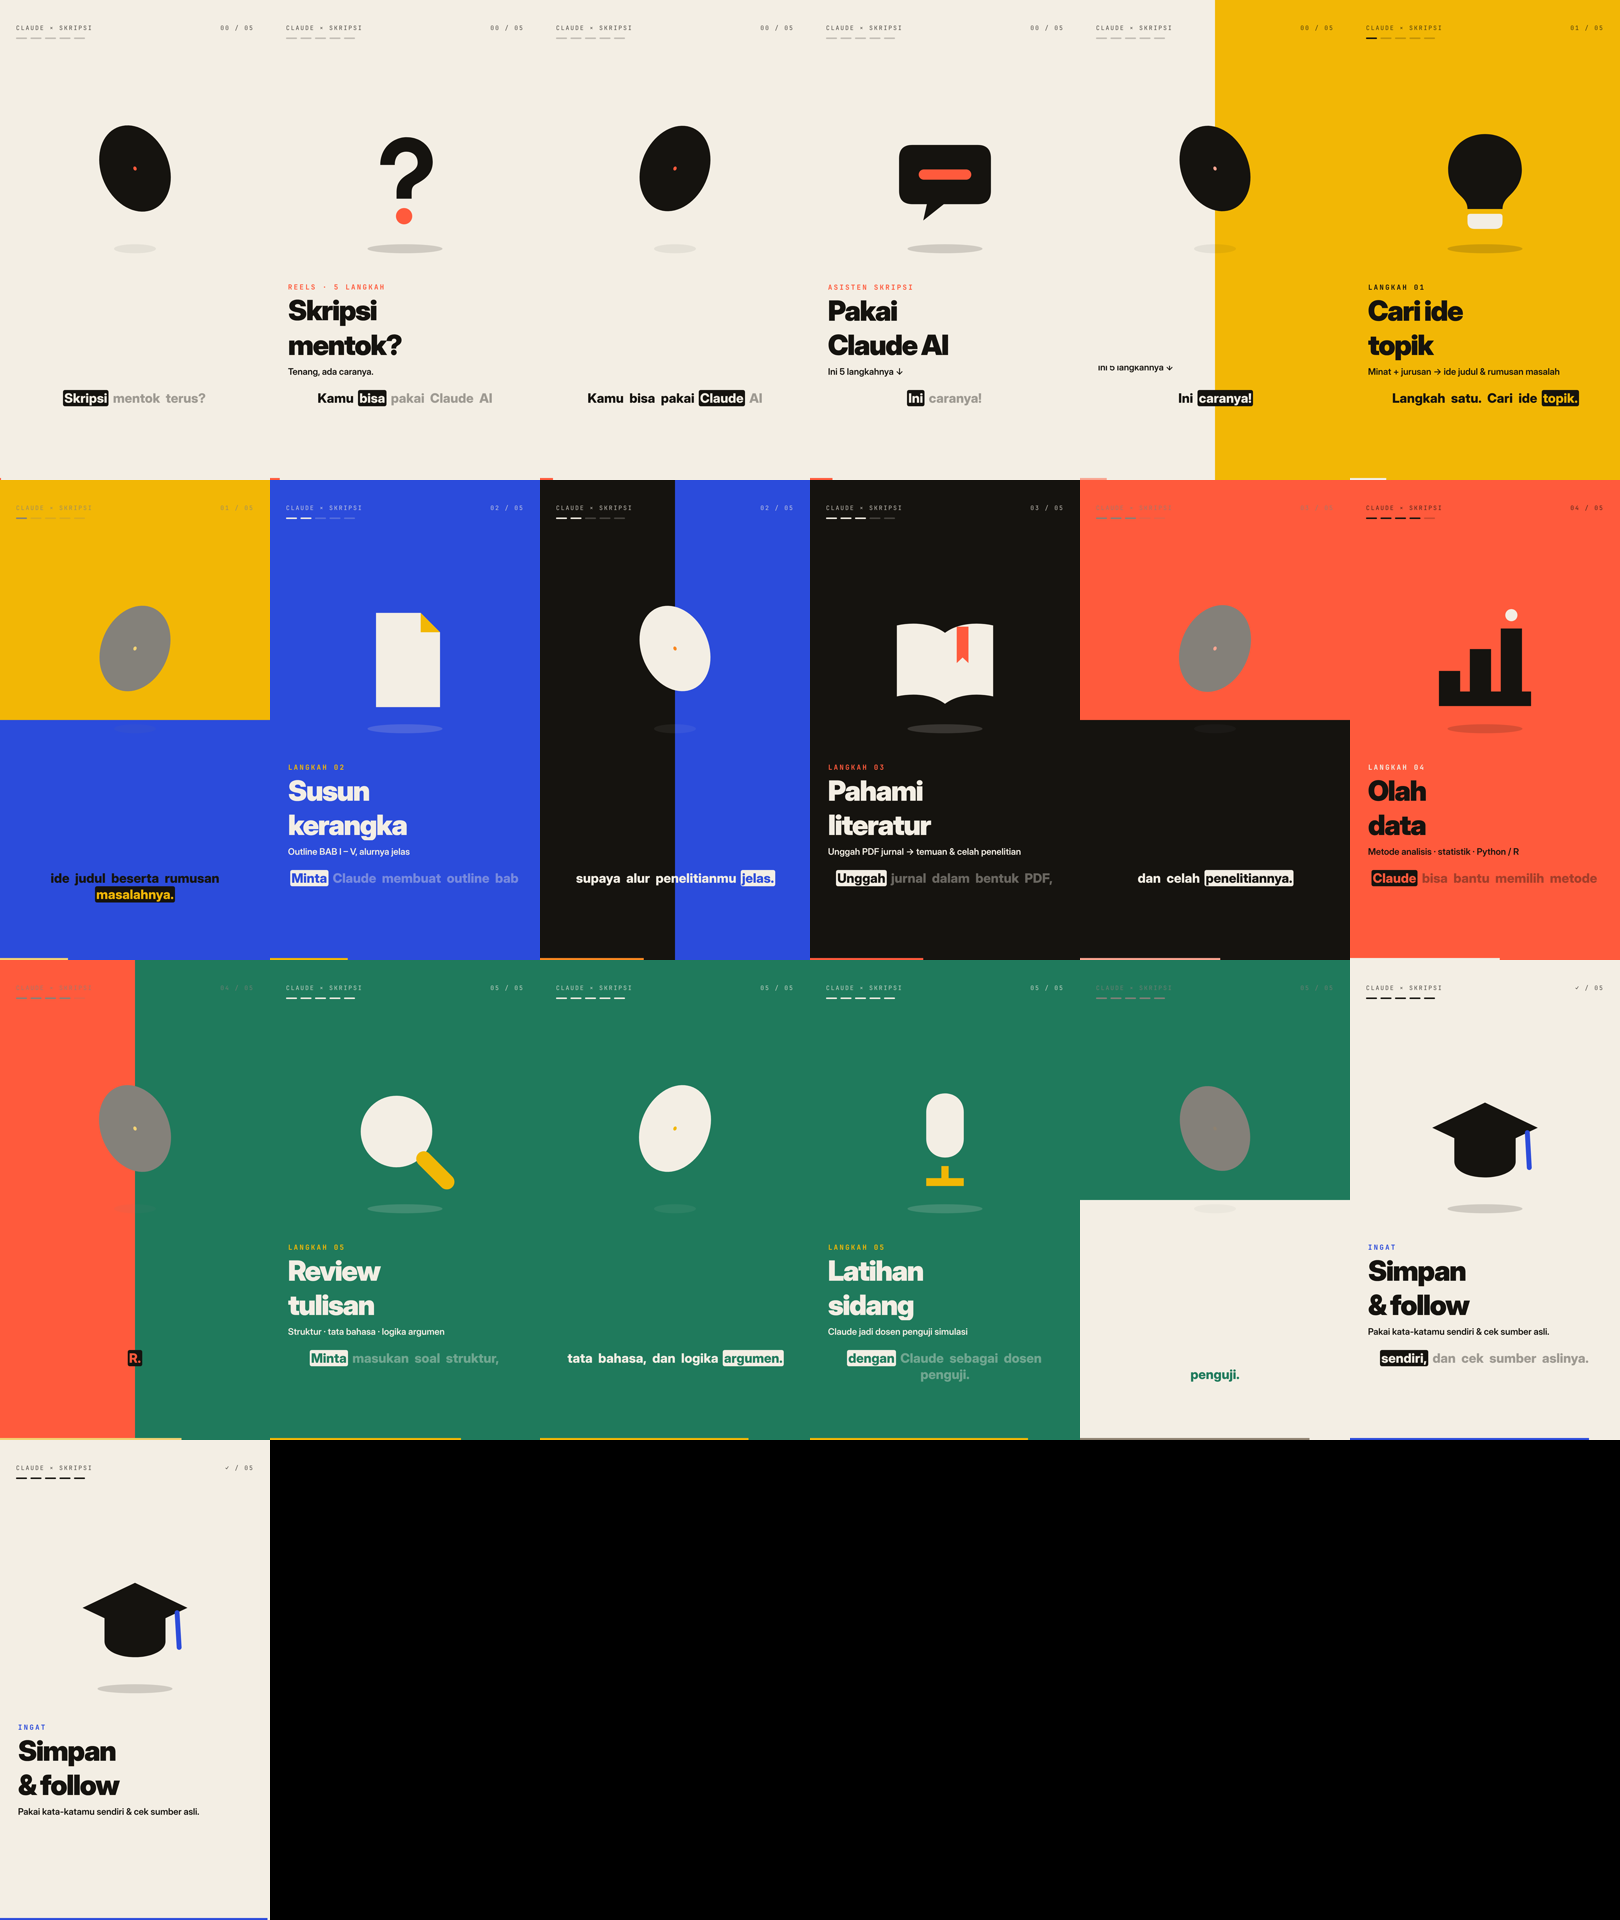 CLAUDE × SKRIPSI
00 / 05
Skripsi mentok terus?
CLAUDE × SKRIPSI
00 / 05
REELS · 5 LANGKAH
Skripsi
mentok?
Tenang, ada caranya.
Kamu bisa pakai Claude AI
CLAUDE × SKRIPSI
00 / 05
Kamu bisa pakai Claude AI
CLAUDE × SKRIPSI
00 / 05
ASISTEN SKRIPSI
Pakai
Claude AI
Ini 5 langkahnya ↓
Ini caranya!
CLAUDE × SKRIPSI
00 / 05
Ini 5 langkahnya ↓
Ini caranya!
CLAUDE × SKRIPSI
01 / 05
LANGKAH 01
Cari ide
topik
Minat + jurusan → ide judul & rumusan masalah
Langkah satu. Cari ide topik.
CLAUDE × SKRIPSI
ide judul beserta rumusan
masalahnya.
CLAUDE × SKRIPSI
02 / 05
LANGKAH 02
Susun
kerangka
Outline BAB I – V, alurnya jelas
Minta Claude membuat outline bab
CLAUDE × SKRIPSI
02 / 05
supaya alur penelitianmu jelas.
CLAUDE × SKRIPSI
03 / 05
LANGKAH 03
Pahami
literatur
Unggah PDF jurnal → temuan & celah penelitian
Unggah jurnal dalam bentuk PDF,
dan celah penelitiannya.
CLAUDE × SKRIPSI
04 / 05
LANGKAH 04
Olah
data
Metode analisis · statistik · Python / R
Claude bisa bantu memilih metode
R.
CLAUDE × SKRIPSI
05 / 05
LANGKAH 05
Review
tulisan
Struktur · tata bahasa · logika argumen
Minta masukan soal struktur,
CLAUDE × SKRIPSI
05 / 05
tata bahasa, dan logika argumen.
CLAUDE × SKRIPSI
05 / 05
LANGKAH 05
Latihan
sidang
Claude jadi dosen penguji simulasi
dengan Claude sebagai dosen
penguji.
penguji.
CLAUDE × SKRIPSI
✓ / 05
INGAT
Simpan
& follow
Pakai kata-katamu sendiri & cek sumber asli.
sendiri, dan cek sumber aslinya.
CLAUDE × SKRIPSI
✓ / 05
INGAT
Simpan
& follow
Pakai kata-katamu sendiri & cek sumber asli.